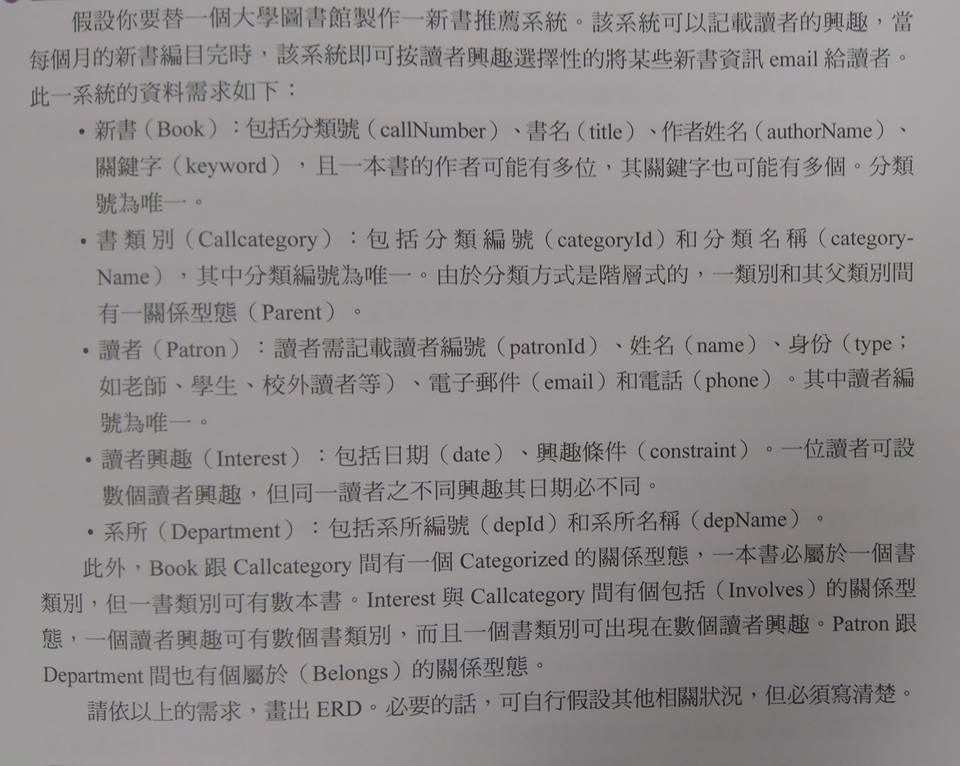 假設你要替一個大學圖書館製作一新書推薦系統。該系統可以記載讀者的興趣,當
每個月的新書編目完時,該系統即可按讀者興趣選擇性的將某些新書資訊 email 給讀者。
此一系統的資料需求如下:
•新書(Book):包括分類號(callNumber)、書名(title)、作者姓名(authorName)、
關鍵字(keyword),且一本書的作者可能有多位,其關鍵字也可能有多個。分類
號為唯一。
•書類別(Callcategory):包括分類編號(categoryId)和分類名稱(category-
Name),其中分類編號為唯一。由於分類方式是階層式的,一類別和其父類別間
有一關係型態(Parent)。
•讀者(Patron):讀者需記載讀者編號(patronId)、姓名(name)、身份(type;
如老師、學生、校外讀者等)、電子郵件(email)和電話(phone)。其中讀者編
號為唯一。
•讀者興趣(Interest):包括日期(date)、興趣條件(constraint)。一位讀者可設
數個讀者興趣,但同一讀者之不同興趣其日期必不同。
•系所(Department):包括系所編號(depId)和系所名稱(depName)。
此外,Book 跟 Callcategory 間有一個 Categorized 的關係型態,一本書必屬於一個書
類別,但一書類別可有數本書。Interest 與 Callcategory 間有個包括(Involves)的關係型
態,一個讀者興趣可有數個書類別,而且一個書類別可出現在數個讀者興趣。Patron 跟
Department 間也有個屬於(Belongs)的關係型態。
請依以上的需求,畫出 ERD。必要的話,可自行假設其他相關狀況,但必須寫清楚。